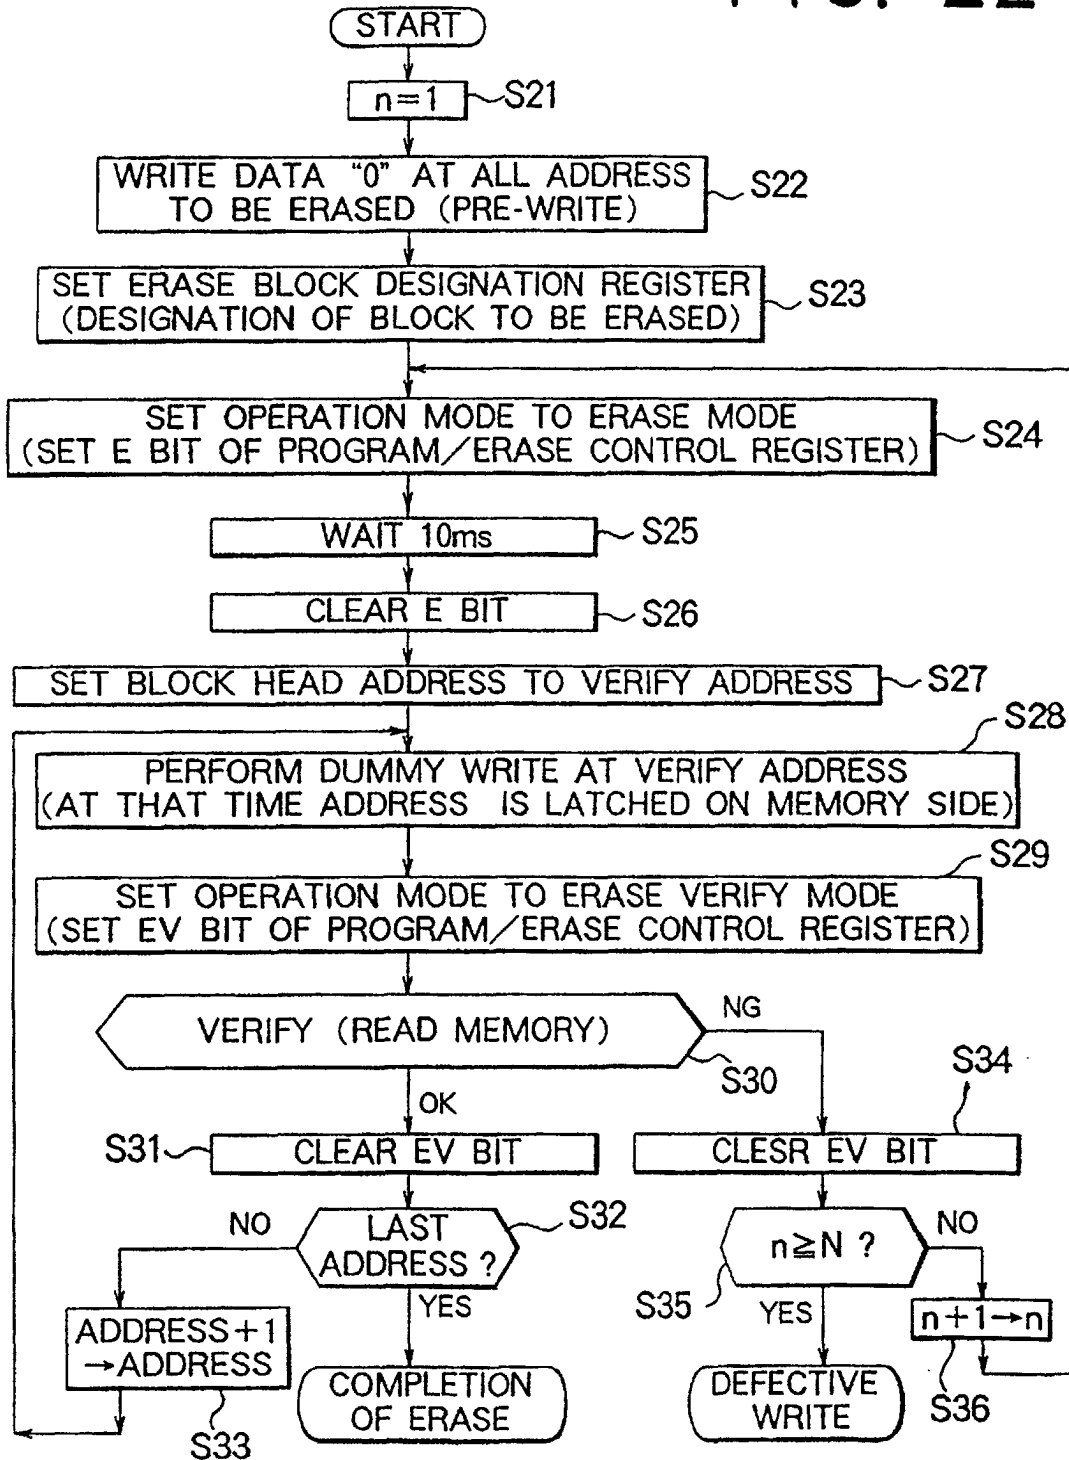 FIG. 22
START
n=1
S21
WRITE DATA "0" AT ALL ADDRESS
TO BE ERASED (PRE-WRITE)
S22
SET ERASE BLOCK DESIGNATION REGISTER
(DESIGNATION OF BLOCK TO BE ERASED)
S23
SET OPERATION MODE TO ERASE MODE
(SET E BIT OF PROGRAM/ERASE CONTROL REGISTER)
S24
WAIT 10ms
S25
CLEAR E BIT
S26
SET BLOCK HEAD ADDRESS TO VERIFY ADDRESS
S27
S28
PERFORM DUMMY WRITE AT VERIFY ADDRESS
(AT THAT TIME ADDRESS IS LATCHED ON MEMORY SIDE)
S29
SET OPERATION MODE TO ERASE VERIFY MODE
(SET EV BIT OF PROGRAM/ERASE CONTROL REGISTER)
VERIFY (READ MEMORY)
NG
S30
OK
S34
S31
CLEAR EV BIT
CLESR EV BIT
NO
LAST
ADDRESS ?
S32
n≧N ?
NO
S35
YES
YES
ADDRESS+1
→ADDRESS
S33
n+1→n
S36
COMPLETION
OF ERASE
DEFECTIVE
WRITE